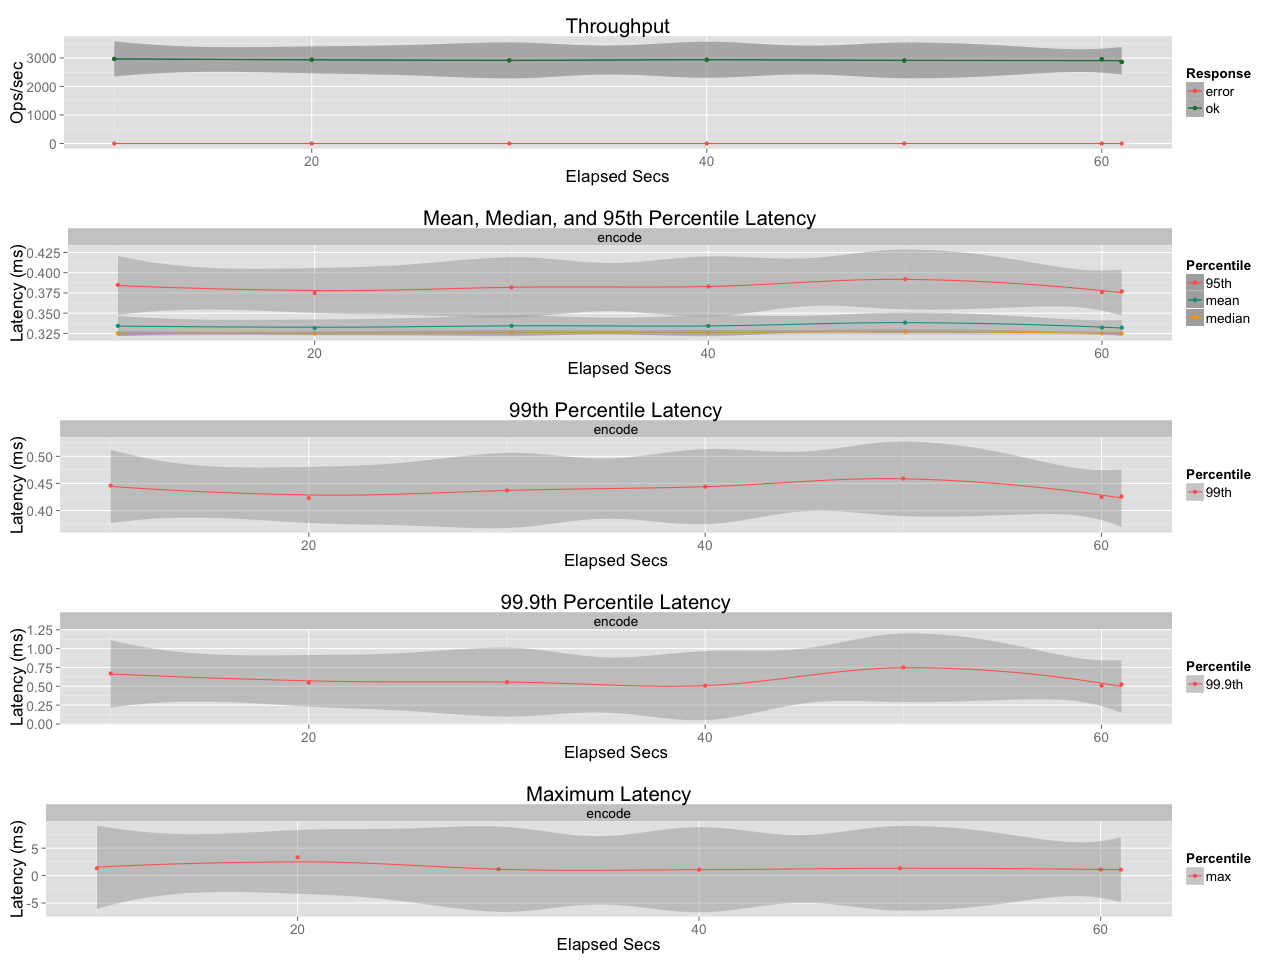 Throughput
Ops/sec
3000
2000
1000
0
20
40
60
Elapsed Secs
Response
error
ok
Mean, Median, and 95th Percentile Latency
encode
Latency (ms)
0.425
0.400
0.375
0.350
0.325
20
40
60
Elapsed Secs
Percentile
95th
mean
median
99th Percentile Latency
encode
Latency (ms)
0.50
0.45
0.40
20
40
60
Elapsed Secs
Percentile
99th
99.9th Percentile Latency
encode
Latency (ms)
1.25
1.00
0.75
0.50
0.25
0.00
20
40
60
Elapsed Secs
Percentile
99.9th
Maximum Latency
encode
Latency (ms)
5
0
-5
20
40
60
Elapsed Secs
Percentile
max